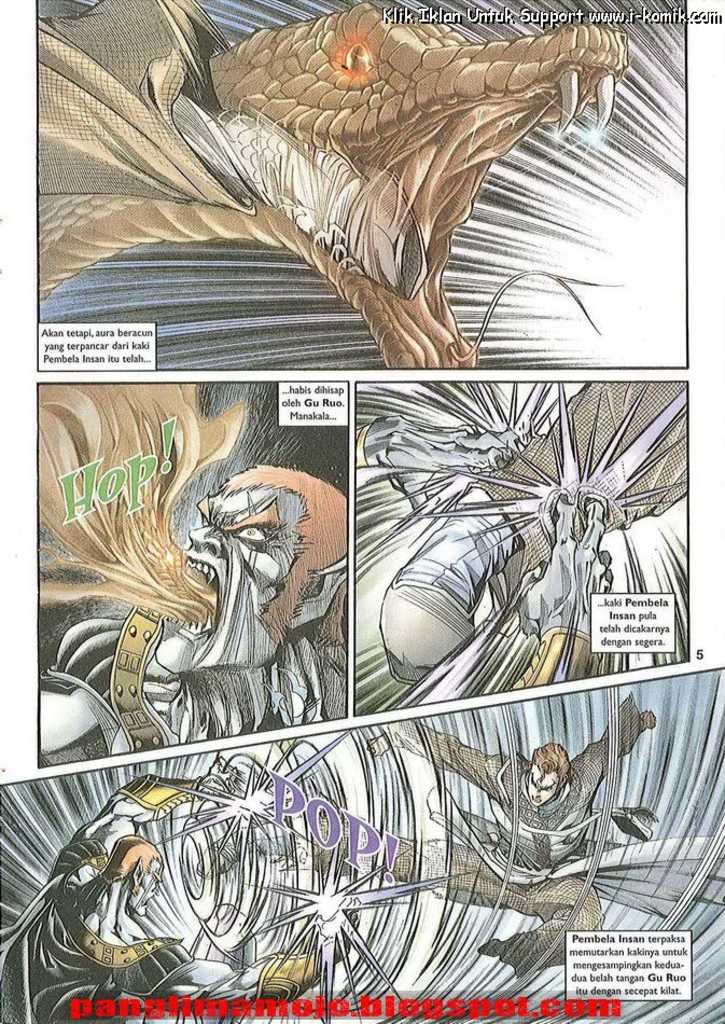 Klik Iklan Untuk Support www.i-komik.com
Akan tetapi, aura beracun
yang terpancar dari kaki
Pembela Insan itu telah...
...habis dihisap
oleh Gu Ruo.
Manakala...
HOP!
...kaki Pembela
Insan pula
telah dicakarnya
dengan segera.
5
POP!
Pembela Insan terpaksa
memutarkan kakinya untuk
mengesampingkan kedua-
dua belah tangan Gu Ruo
itu dengan secepat kilat.
panglimamojo.blogspot.com